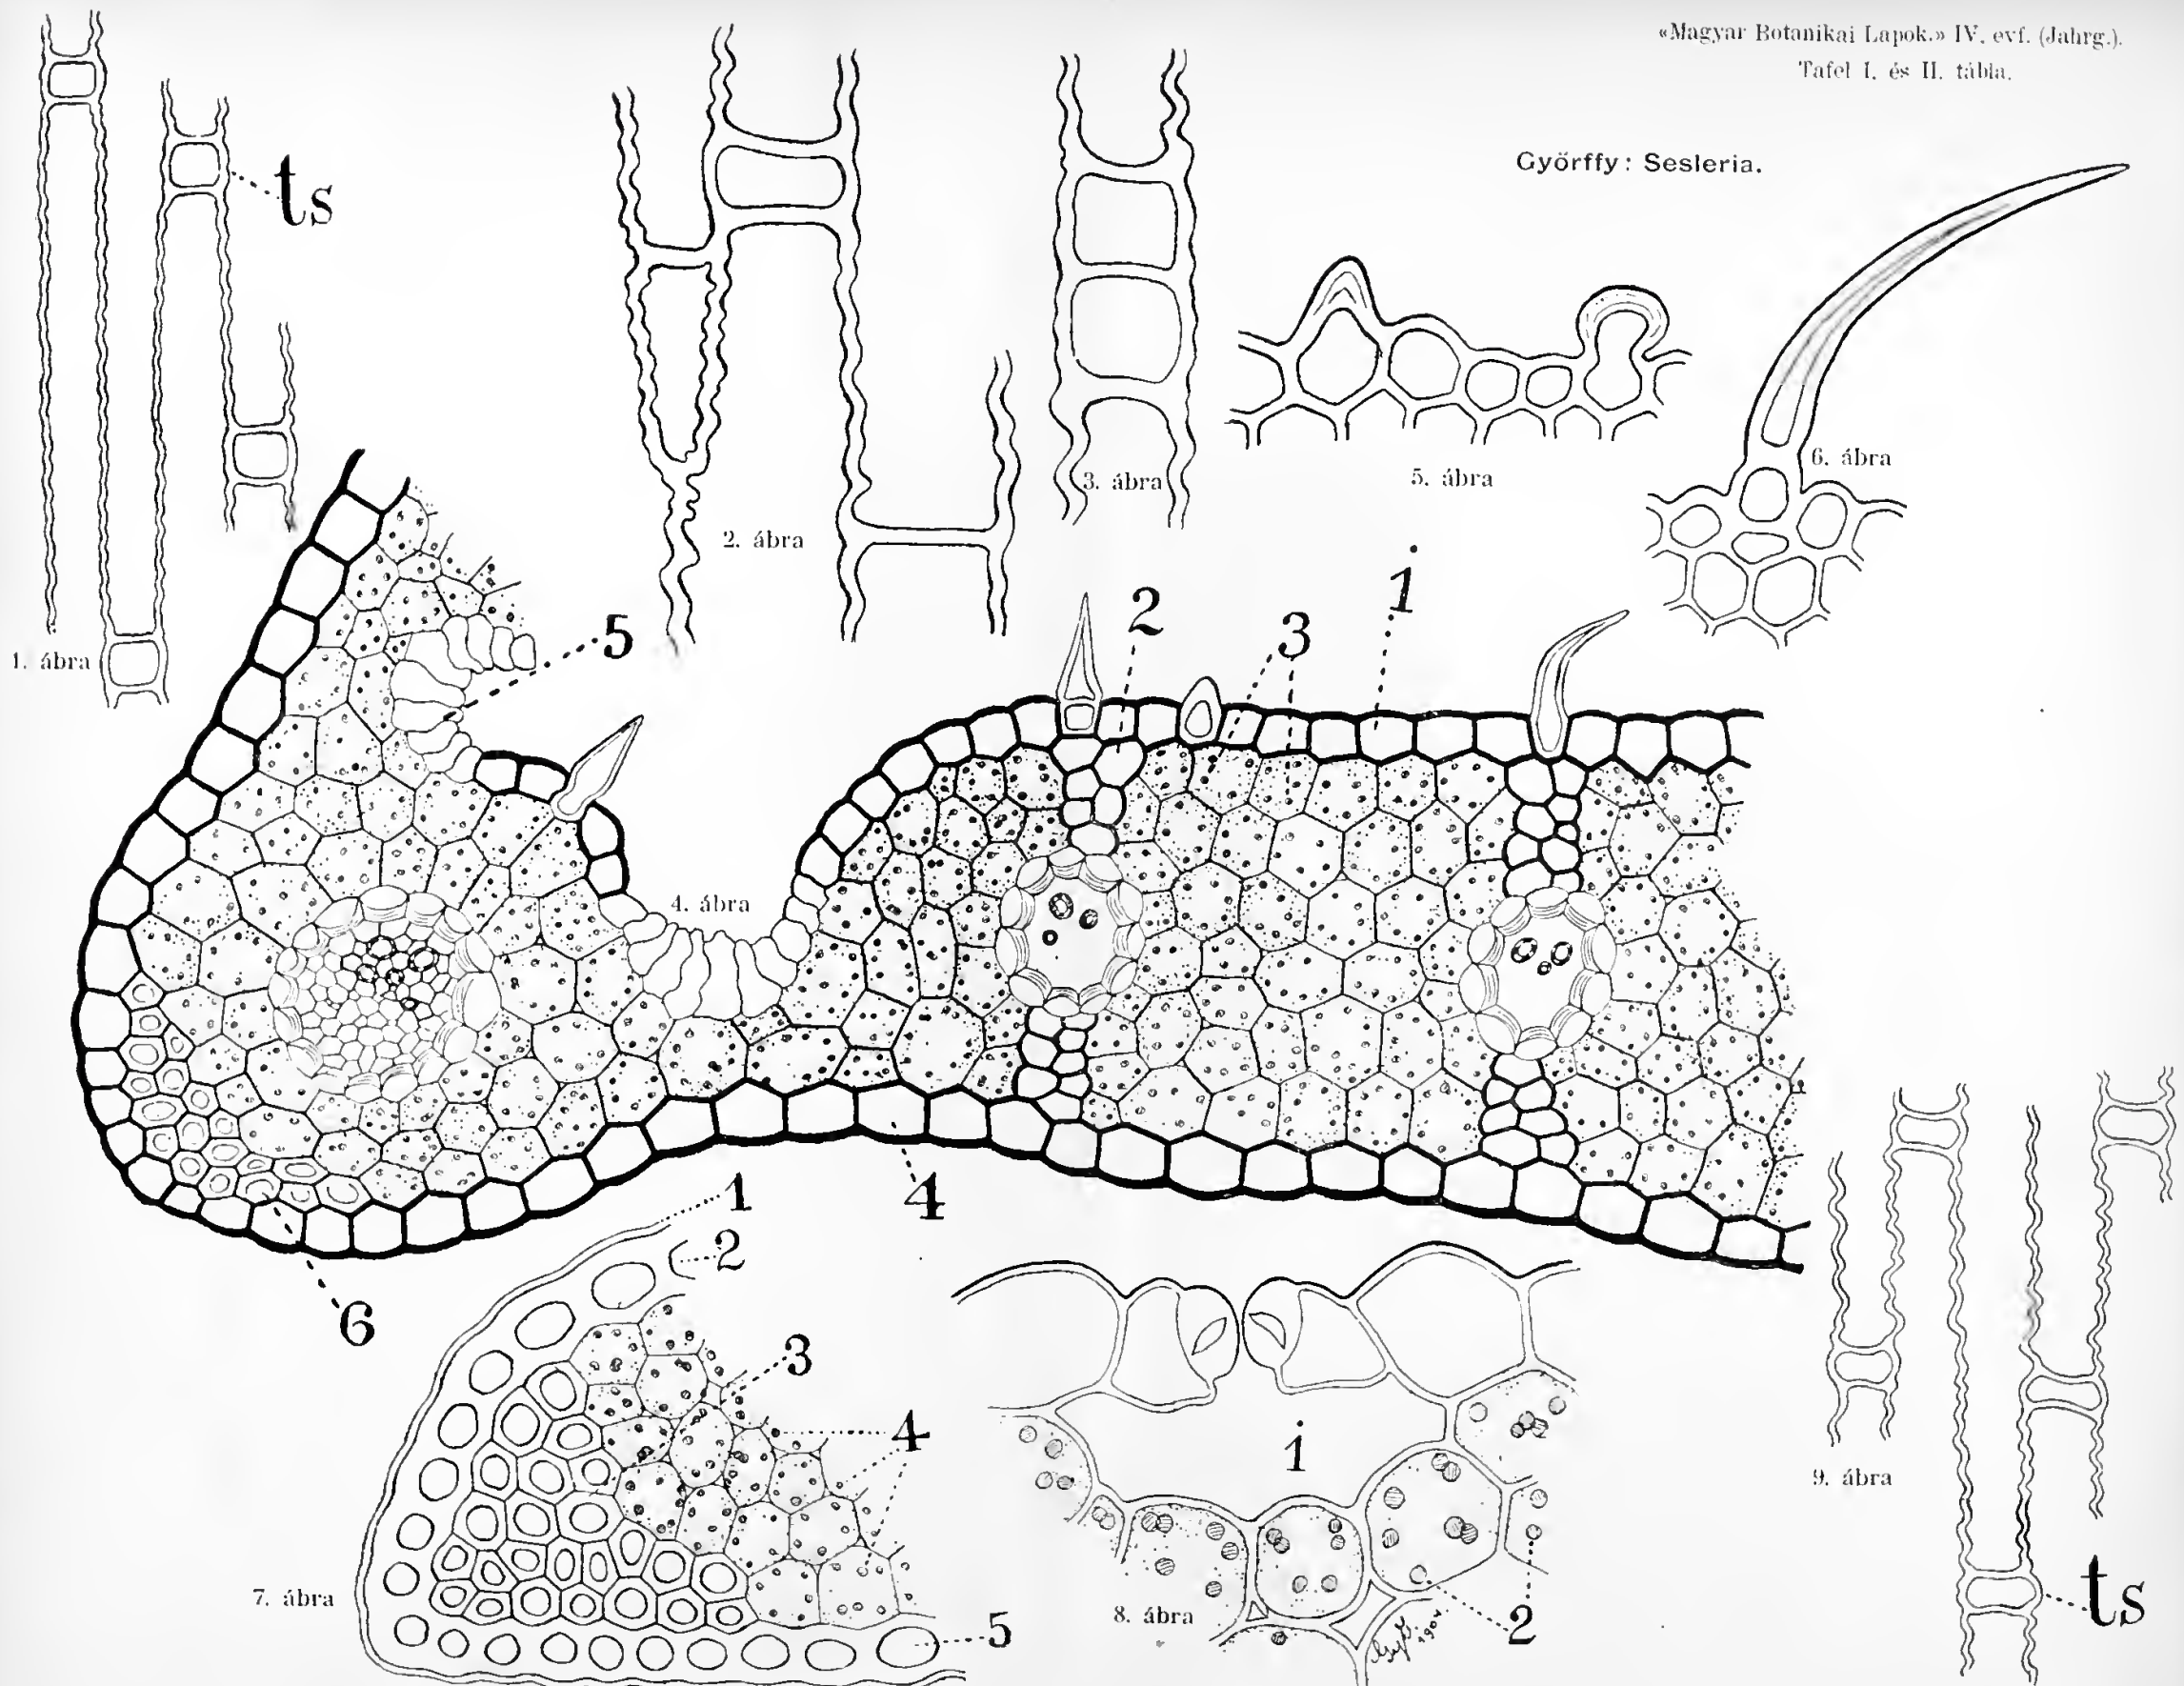 «Magyar Botanikai Lapok.» IV. evf. (Jahrg.).
Tafel I. és II. tábla.
Győrffy: Sesleria.
ts
1. ábra
2. ábra
3. ábra
5. ábra
6. ábra
5
2
3
1
4. ábra
4
6
1
2
3
4
5
7. ábra
1
2
8. ábra
1904
9. ábra
ts